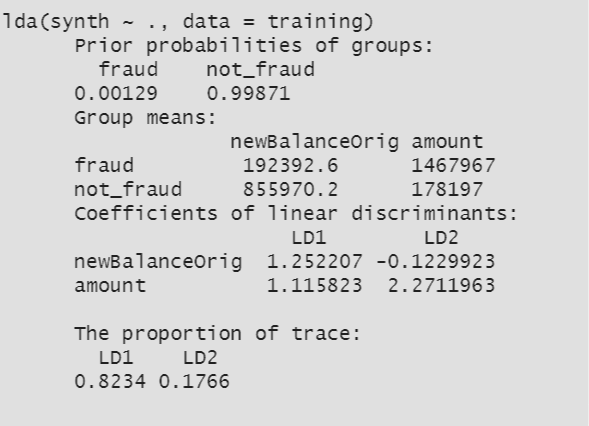 lda(synth ~ ., data = training)
Prior probabilities of groups:
fraud not_fraud
0.00129 0.99871
Group means:
newBalanceOrig amount
fraud 192392.6 1467967
not_fraud 855970.2 178197
Coefficients of linear discriminants:
LD1 LD2
newBalanceOrig 1.252207 -0.1229923
amount 1.115823 2.2711963
The proportion of trace:
LD1 LD2
0.8234 0.1766